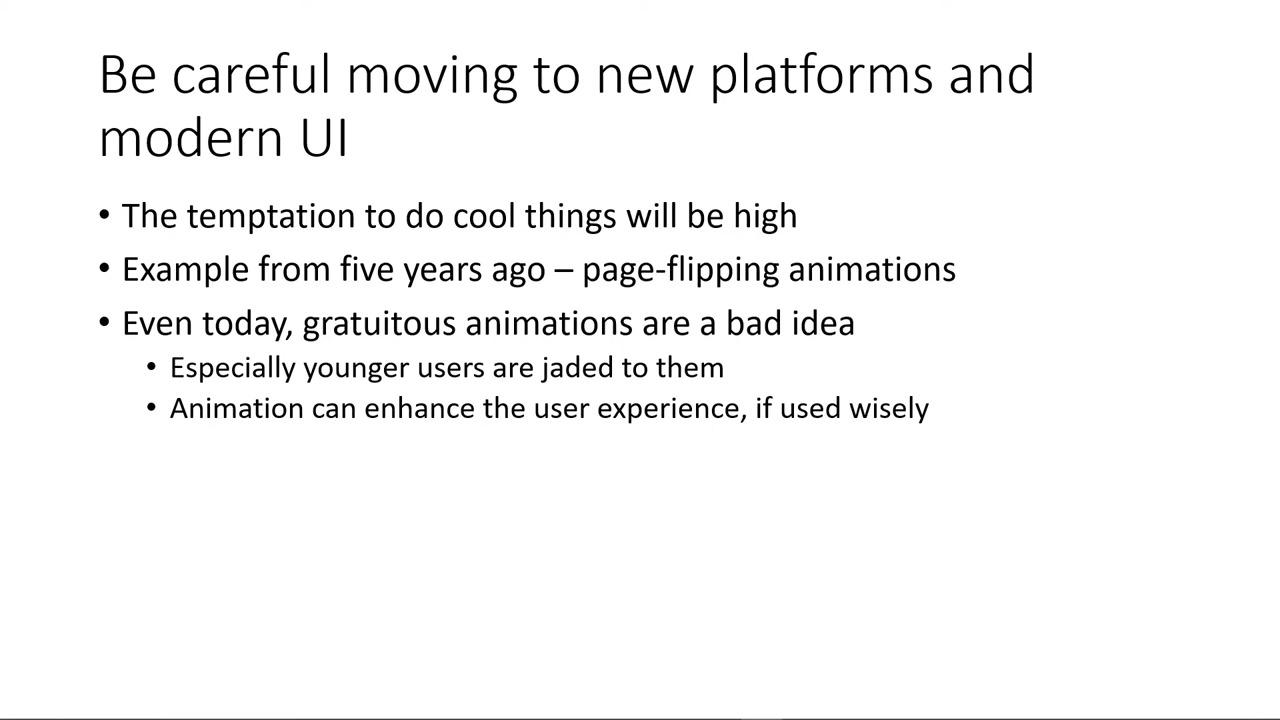 Be careful moving to new platforms and
modern UI
• The temptation to do cool things will be high
• Example from five years ago – page-flipping animations
• Even today, gratuitous animations are a bad idea
• Especially younger users are jaded to them
• Animation can enhance the user experience, if used wisely